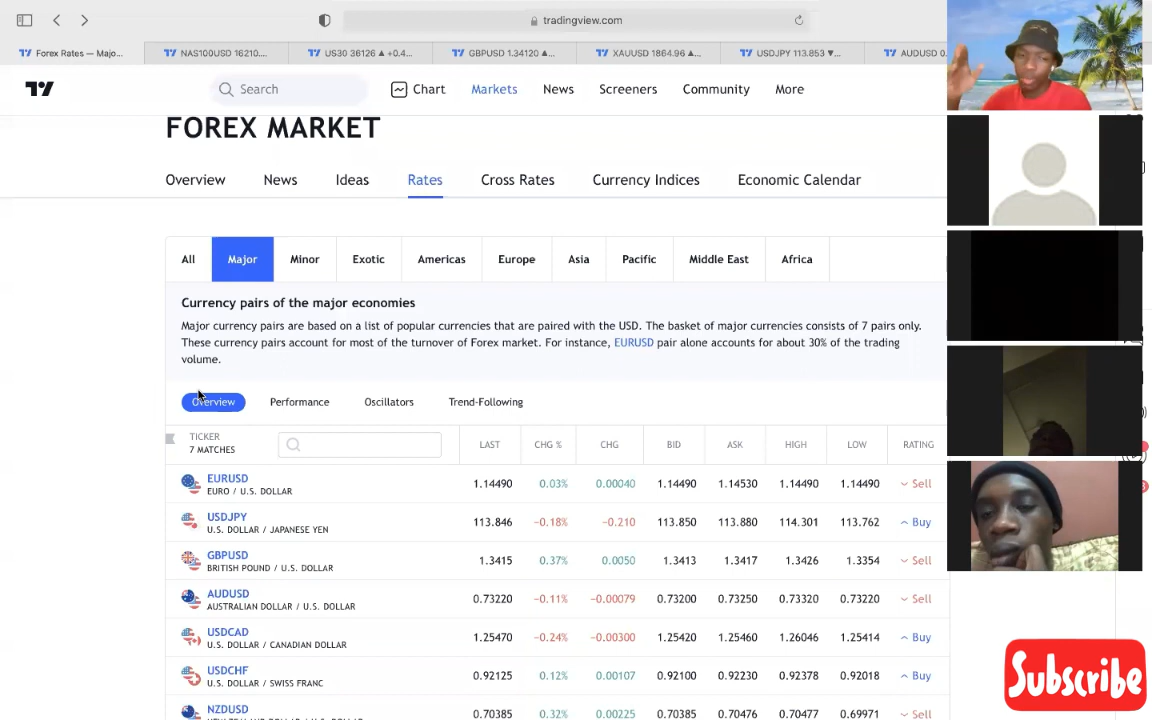 tradingview.com
Forex Rates — Majo...
NAS100USD 16210....
US30 36126 ▲ +0.4...
GBPUSD 1.34120 ▲...
XAUUSD 1864.96 ▲...
USDJPY 113.853 ▼...
AUDUSD 0.
Search
Chart
Markets
News
Screeners
Community
More
FOREX MARKET
Overview
News
Ideas
Rates
Cross Rates
Currency Indices
Economic Calendar
All
Major
Minor
Exotic
Americas
Europe
Asia
Pacific
Middle East
Africa
Currency pairs of the major economies
Major currency pairs are based on a list of popular currencies that are paired with the USD. The basket of major currencies consists of 7 pairs only.
These currency pairs account for most of the turnover of Forex market. For instance, EURUSD pair alone accounts for about 30% of the trading
volume.
Overview
Performance
Oscillators
Trend-Following
TICKER
7 MATCHES
LAST CHG % CHG BID ASK HIGH LOW RATING
EURUSD
EURO / U.S. DOLLAR
1.14490 0.03% 0.00040 1.14490 1.14530 1.14490 1.14490 Sell
USDJPY
U.S. DOLLAR / JAPANESE YEN
113.846 −0.18% −0.210 113.850 113.880 114.301 113.762 Buy
GBPUSD
BRITISH POUND / U.S. DOLLAR
1.3415 0.37% 0.0050 1.3413 1.3417 1.3426 1.3354 Sell
AUDUSD
AUSTRALIAN DOLLAR / U.S. DOLLAR
0.73220 −0.11% −0.00079 0.73200 0.73250 0.73320 0.73220 Sell
USDCAD
U.S. DOLLAR / CANADIAN DOLLAR
1.25470 −0.24% −0.00300 1.25420 1.25460 1.26046 1.25414 Buy
USDCHF
U.S. DOLLAR / SWISS FRANC
0.92125 0.12% 0.00107 0.92100 0.92230 0.92378 0.92018 Buy
NZDUSD
0.70385 0.32% 0.00225 0.70385 0.70476 0.70477 0.69971 Sell
Subscribe